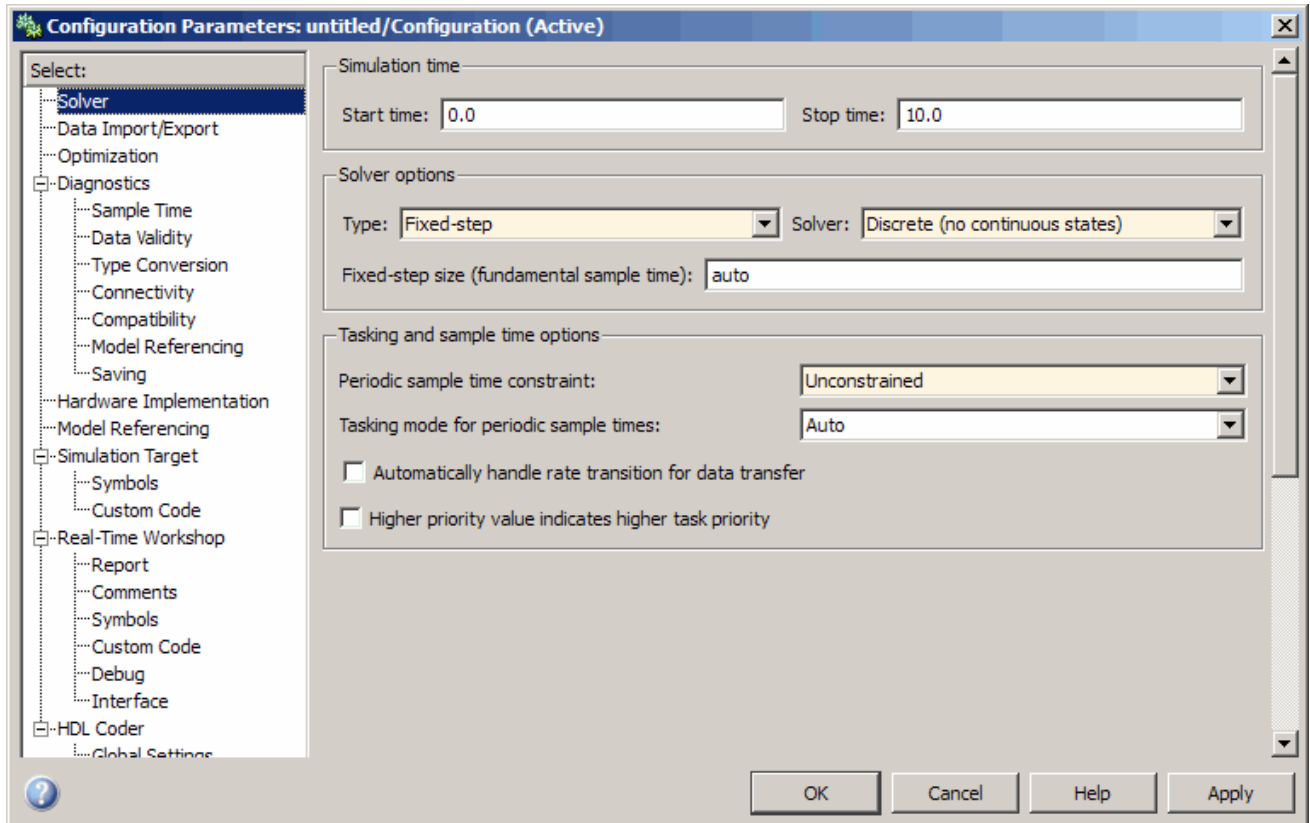 Configuration Parameters: untitled/Configuration (Active)
Select:
Solver
Data Import/Export
Optimization
Diagnostics
Sample Time
Data Validity
Type Conversion
Connectivity
Compatibility
Model Referencing
Saving
Hardware Implementation
Model Referencing
Simulation Target
Symbols
Custom Code
Real-Time Workshop
Report
Comments
Symbols
Custom Code
Debug
Interface
HDL Coder
Global Settings
Simulation time
Start time: 0.0 Stop time: 10.0
Solver options
Type: Fixed-step Solver: Discrete (no continuous states)
Fixed-step size (fundamental sample time): auto
Tasking and sample time options
Periodic sample time constraint: Unconstrained
Tasking mode for periodic sample times: Auto
Automatically handle rate transition for data transfer
Higher priority value indicates higher task priority
? OK Cancel Help Apply